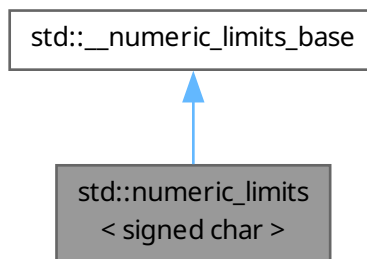 std::__numeric_limits_base
std::numeric_limits
< signed char >